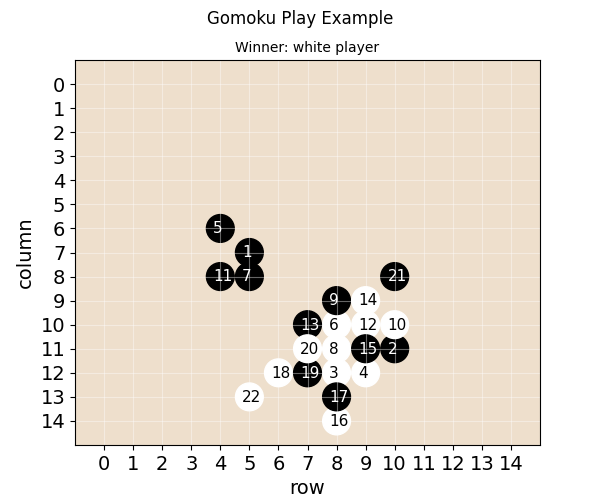 Gomoku Play Example
Winner: white player
0
1
2
3
4
5
6 5
7 1
8 11 7 21
9 9 14
10 13 6 12 10
11 20 8 15 2
12 18 19 3 4
13 22 17
14 16
column
0 1 2 3 4 5 6 7 8 9 10 11 12 13 14
row